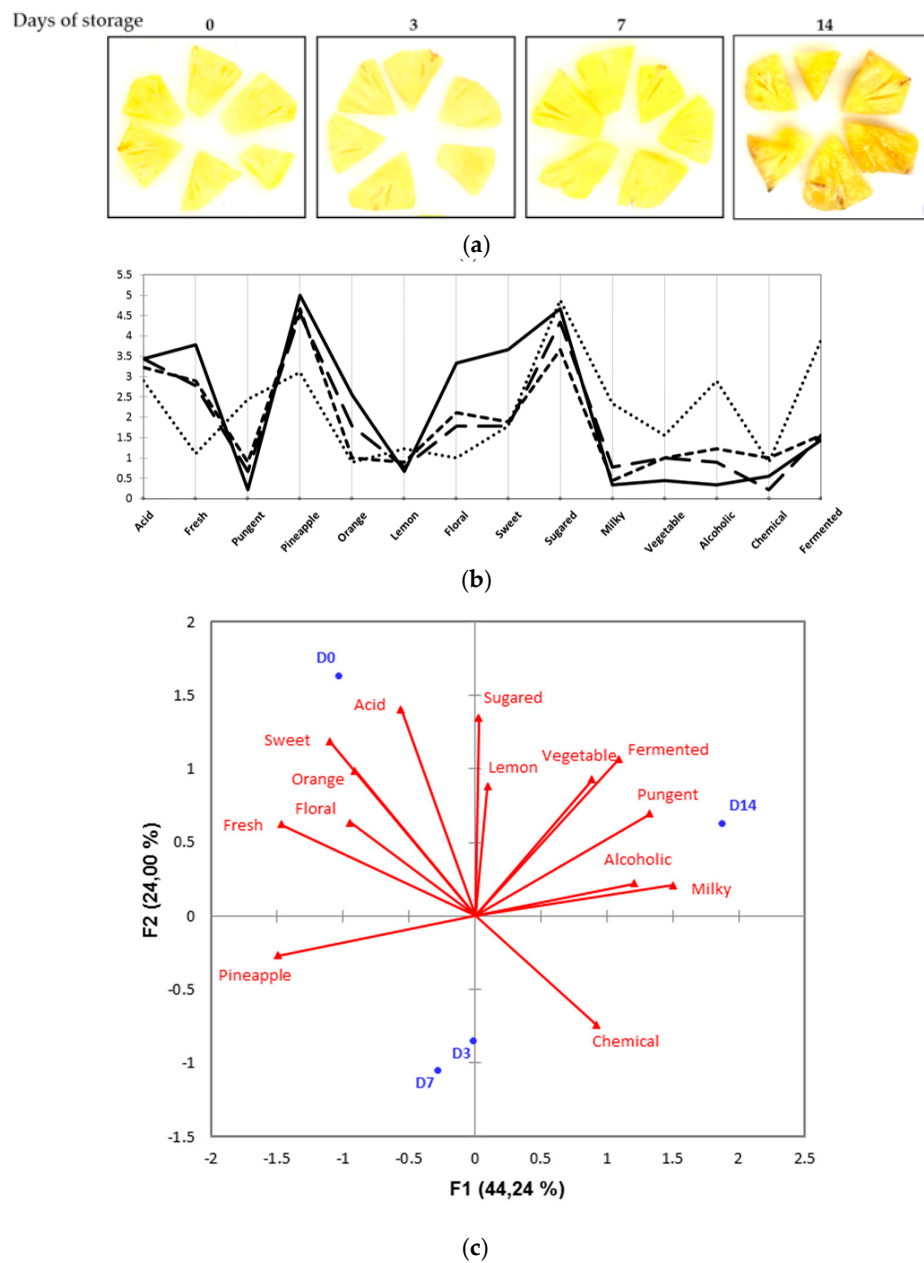 Days of storage 0 3 7 14
(a)
5.5
5
4.5
4
3.5
3
2.5
2
1.5
1
0.5
0
Acid Fresh Pungent Pineapple Orange Lemon Floral Sweet Sugared Milky Vegetable Alcoholic Chemical Fermented
(b)
2
D0
1.5
Acid
Sugared
Sweet
Vegetable
Fermented
1
Orange
Lemon
Pungent
Floral
D14
Fresh
0.5
Alcoholic
Milky
0
Pineapple
-0.5
Chemical
D3
-1
D7
-1.5
-2 -1.5 -1 -0.5 0 0.5 1 1.5 2 2.5
F2 (24,00 %)
F1 (44,24 %)
(c)